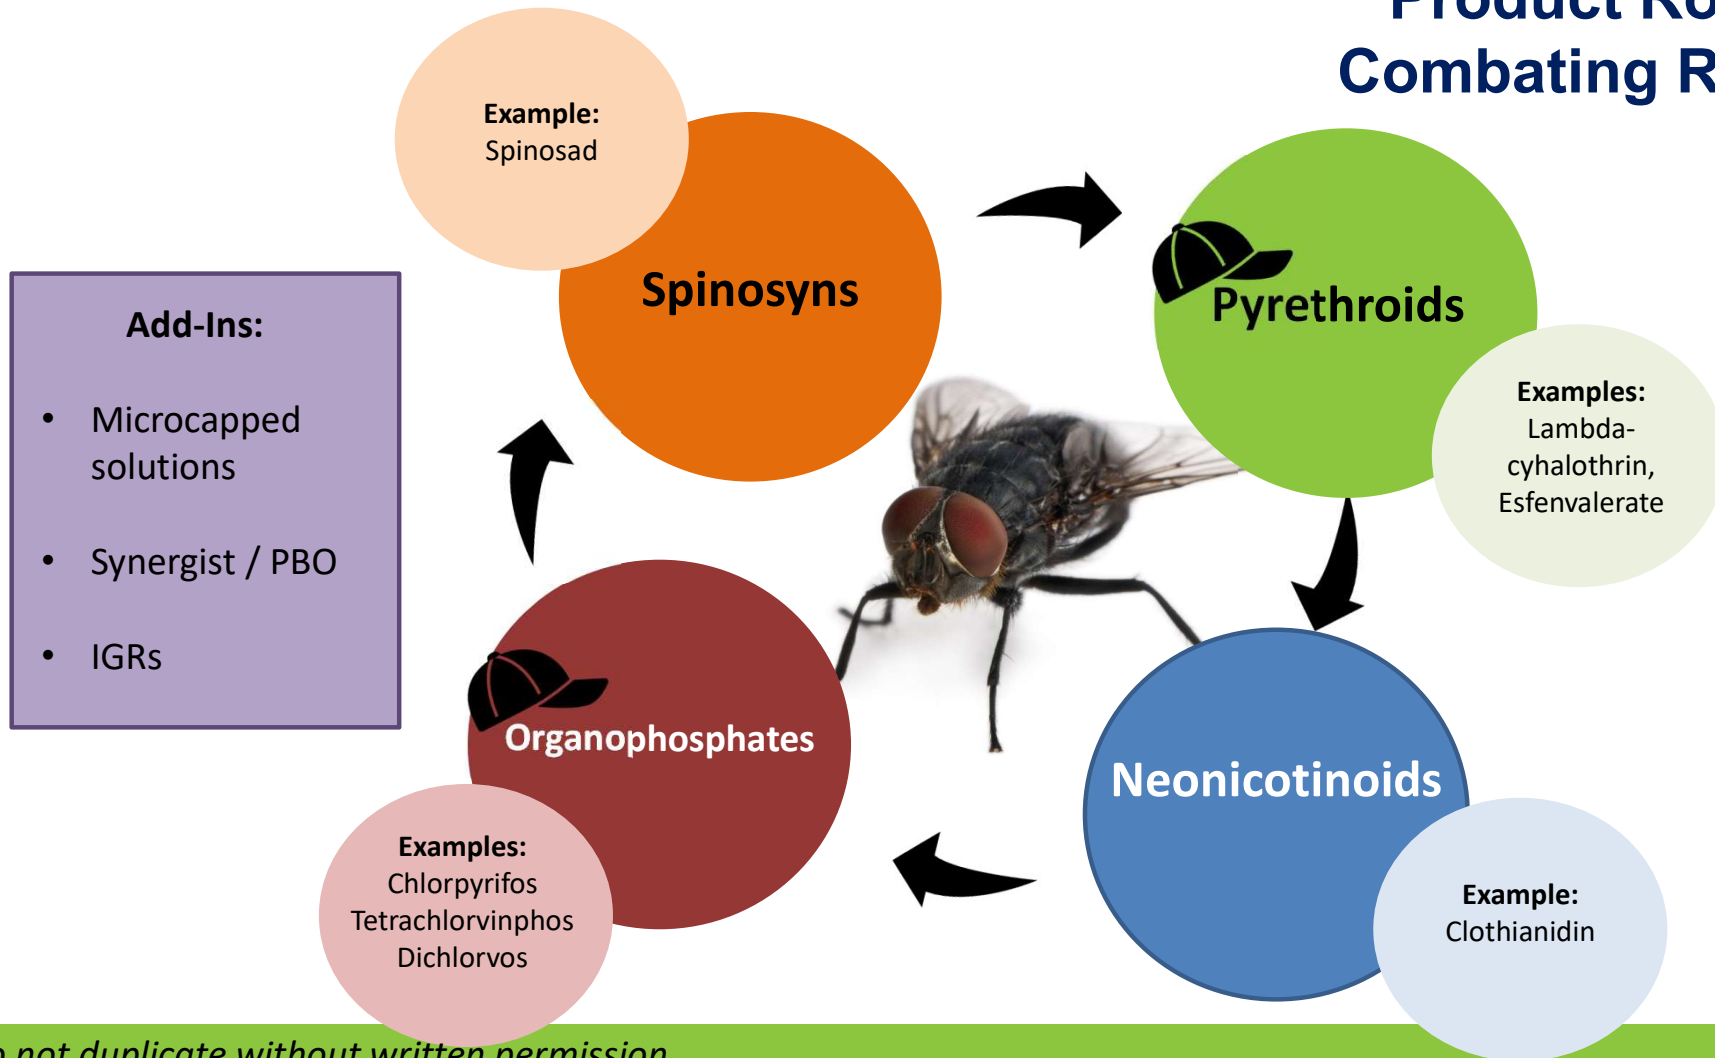 Product
Combating
Example:
Spinosad
Spinosyns
Pyrethroids
Examples:
Lambda-
cyhalothrin,
Esfenvalerate
Add-Ins:
• Microcapped
solutions
• Synergist / PBO
• IGRs
Organophosphates
Examples:
Chlorpyrifos
Tetrachlorvinphos
Dichlorvos
Neonicotinoids
Example:
Clothianidin
not duplicate without written permission